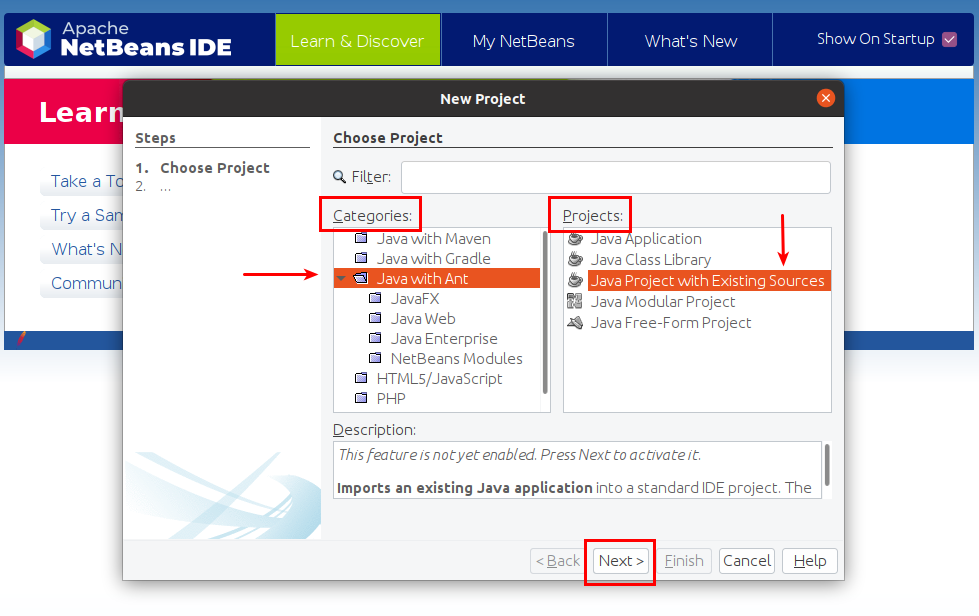 Apache
NetBeans IDE
Learn & Discover
My NetBeans
What's New
Show On Startup
New Project
Learn
Take a To
Try a Sam
What's N
Commun
Steps
1. Choose Project
2. ...
Choose Project
Filter:
Categories:
Java with Maven
Java with Gradle
Java with Ant
JavaFX
Java Web
Java Enterprise
NetBeans Modules
HTML5/JavaScript
PHP
Projects:
Java Application
Java Class Library
Java Project with Existing Sources
Java Modular Project
Java Free-Form Project
Description:
This feature is not yet enabled. Press Next to activate it.
Imports an existing Java application into a standard IDE project. The
< Back
Next >
Finish
Cancel
Help